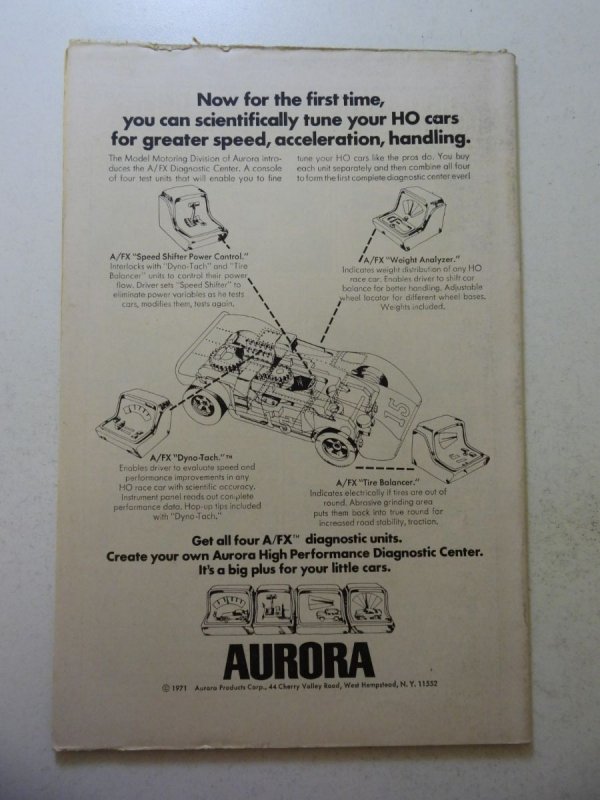 Now for the first time,
you can scientifically tune your HO cars
for greater speed, acceleration, handling.
The Model Motoring Division of Aurora intro-
duces the A/FX Diagnostic Center. A console
of four test units that will enable you to fine
tune your HO cars like the pros do. You buy
each unit separately and then combine all four
to form the first complete diagnostic center ever!
A/FX "Speed Shifter Power Control."
Interlocks with "Dyno-Tach" and "Tire
Balancer" units to control their power
flow. Driver sets "Speed Shifter" to
eliminate power variables as he tests
cars, modifies them, tests again.
A/FX "Weight Analyzer."
Indicates weight distribution of any HO
race car. Enables driver to shift car
balance for better handling. Adjustable
wheel locator for different wheel bases.
Weights included.
15
A/FX "Dyno-Tach."™
Enables driver to evaluate speed and
performance improvements in any
HO race car with scientific accuracy.
Instrument panel reads out complete
performance data. Hop-up tips included
with "Dyno-Tach."
A/FX "Tire Balancer."
Indicates electrically if tires are out of
round. Abrasive grinding area
puts them back into true round for
increased road stability, traction.
Get all four A/FX™ diagnostic units.
Create your own Aurora High Performance Diagnostic Center.
It's a big plus for your little cars.
AURORA
© 1971 Aurora Products Corp., 44 Cherry Valley Road, West Hempstead, N. Y. 11552